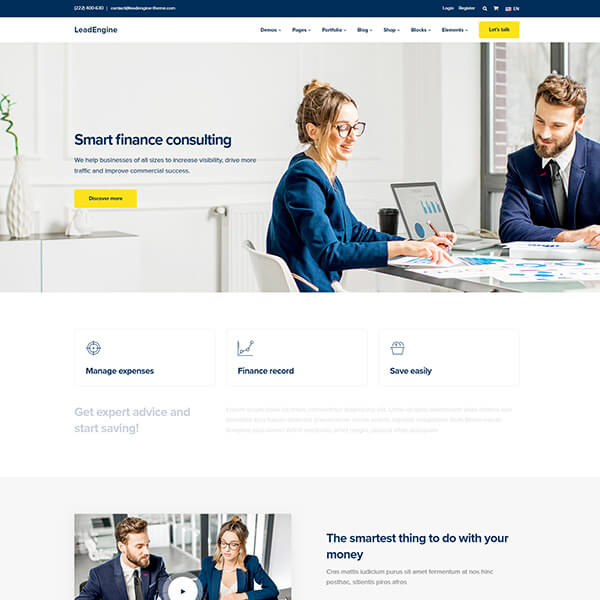 (222) 400-630 | contact@leadengine-theme.com Login Register EN
LeadEngine Demos Pages Portfolio Blog Shop Blocks Elements Let's talk
Smart finance consulting
We help businesses of all sizes to increase visibility, drive more
traffic and improve commercial success.
Discover more
Manage expenses
Finance record
Save easily
Get expert advice and
start saving!
The smartest thing to do with your
money
Cras mattis iudicium purus sit amet fermentum at nos hinc
posthac, sitientis piros afros